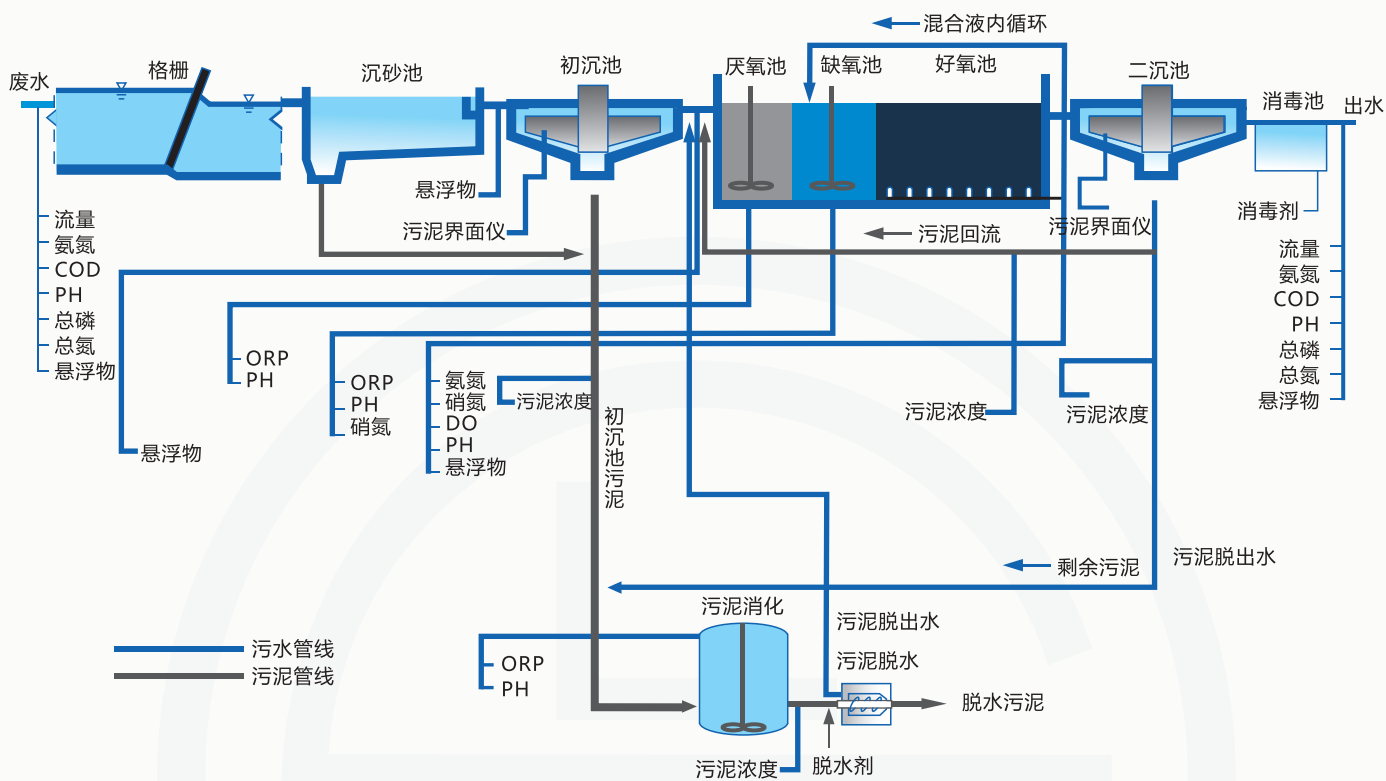 混合液内循环
废水
格栅
沉砂池
初沉池
厌氧池
缺氧池
好氧池
二沉池
消毒池
出水
悬浮物
污泥界面仪
污泥回流
污泥界面仪
消毒剂
流量
氨氮
COD
PH
总磷
总氮
悬浮物
流量
氨氮
COD
PH
总磷
总氮
悬浮物
悬浮物
ORP
PH
ORP
PH
硝氮
氨氮
硝氮
DO
PH
悬浮物
污泥浓度
初沉池污泥
污泥浓度
污泥浓度
剩余污泥
污泥脱出水
污泥消化
污泥脱出水
污泥脱水
污水管线
污泥管线
ORP
PH
脱水污泥
污泥浓度
脱水剂